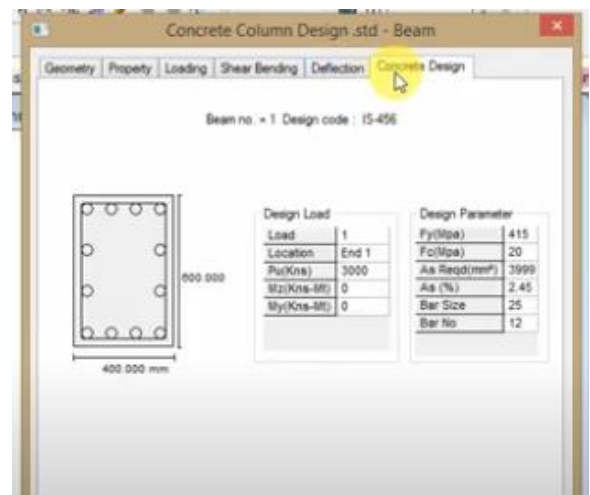 Concrete Column Design .std - Beam
Geometry Property Loading Shear Bending Deflection Concrete Design
Beam no. = 1 Design code : IS-456
600.000
400.000 mm
Design Load
Load 1
Location End 1
Pu(Kns) 3000
Mz(Kns-Mt) 0
My(Kns-Mt) 0
Design Parameter
Fy(Mpa) 415
Fc(Mpa) 20
As Reqd(mm²) 3999
As (%) 2.45
Bar Size 25
Bar No 12